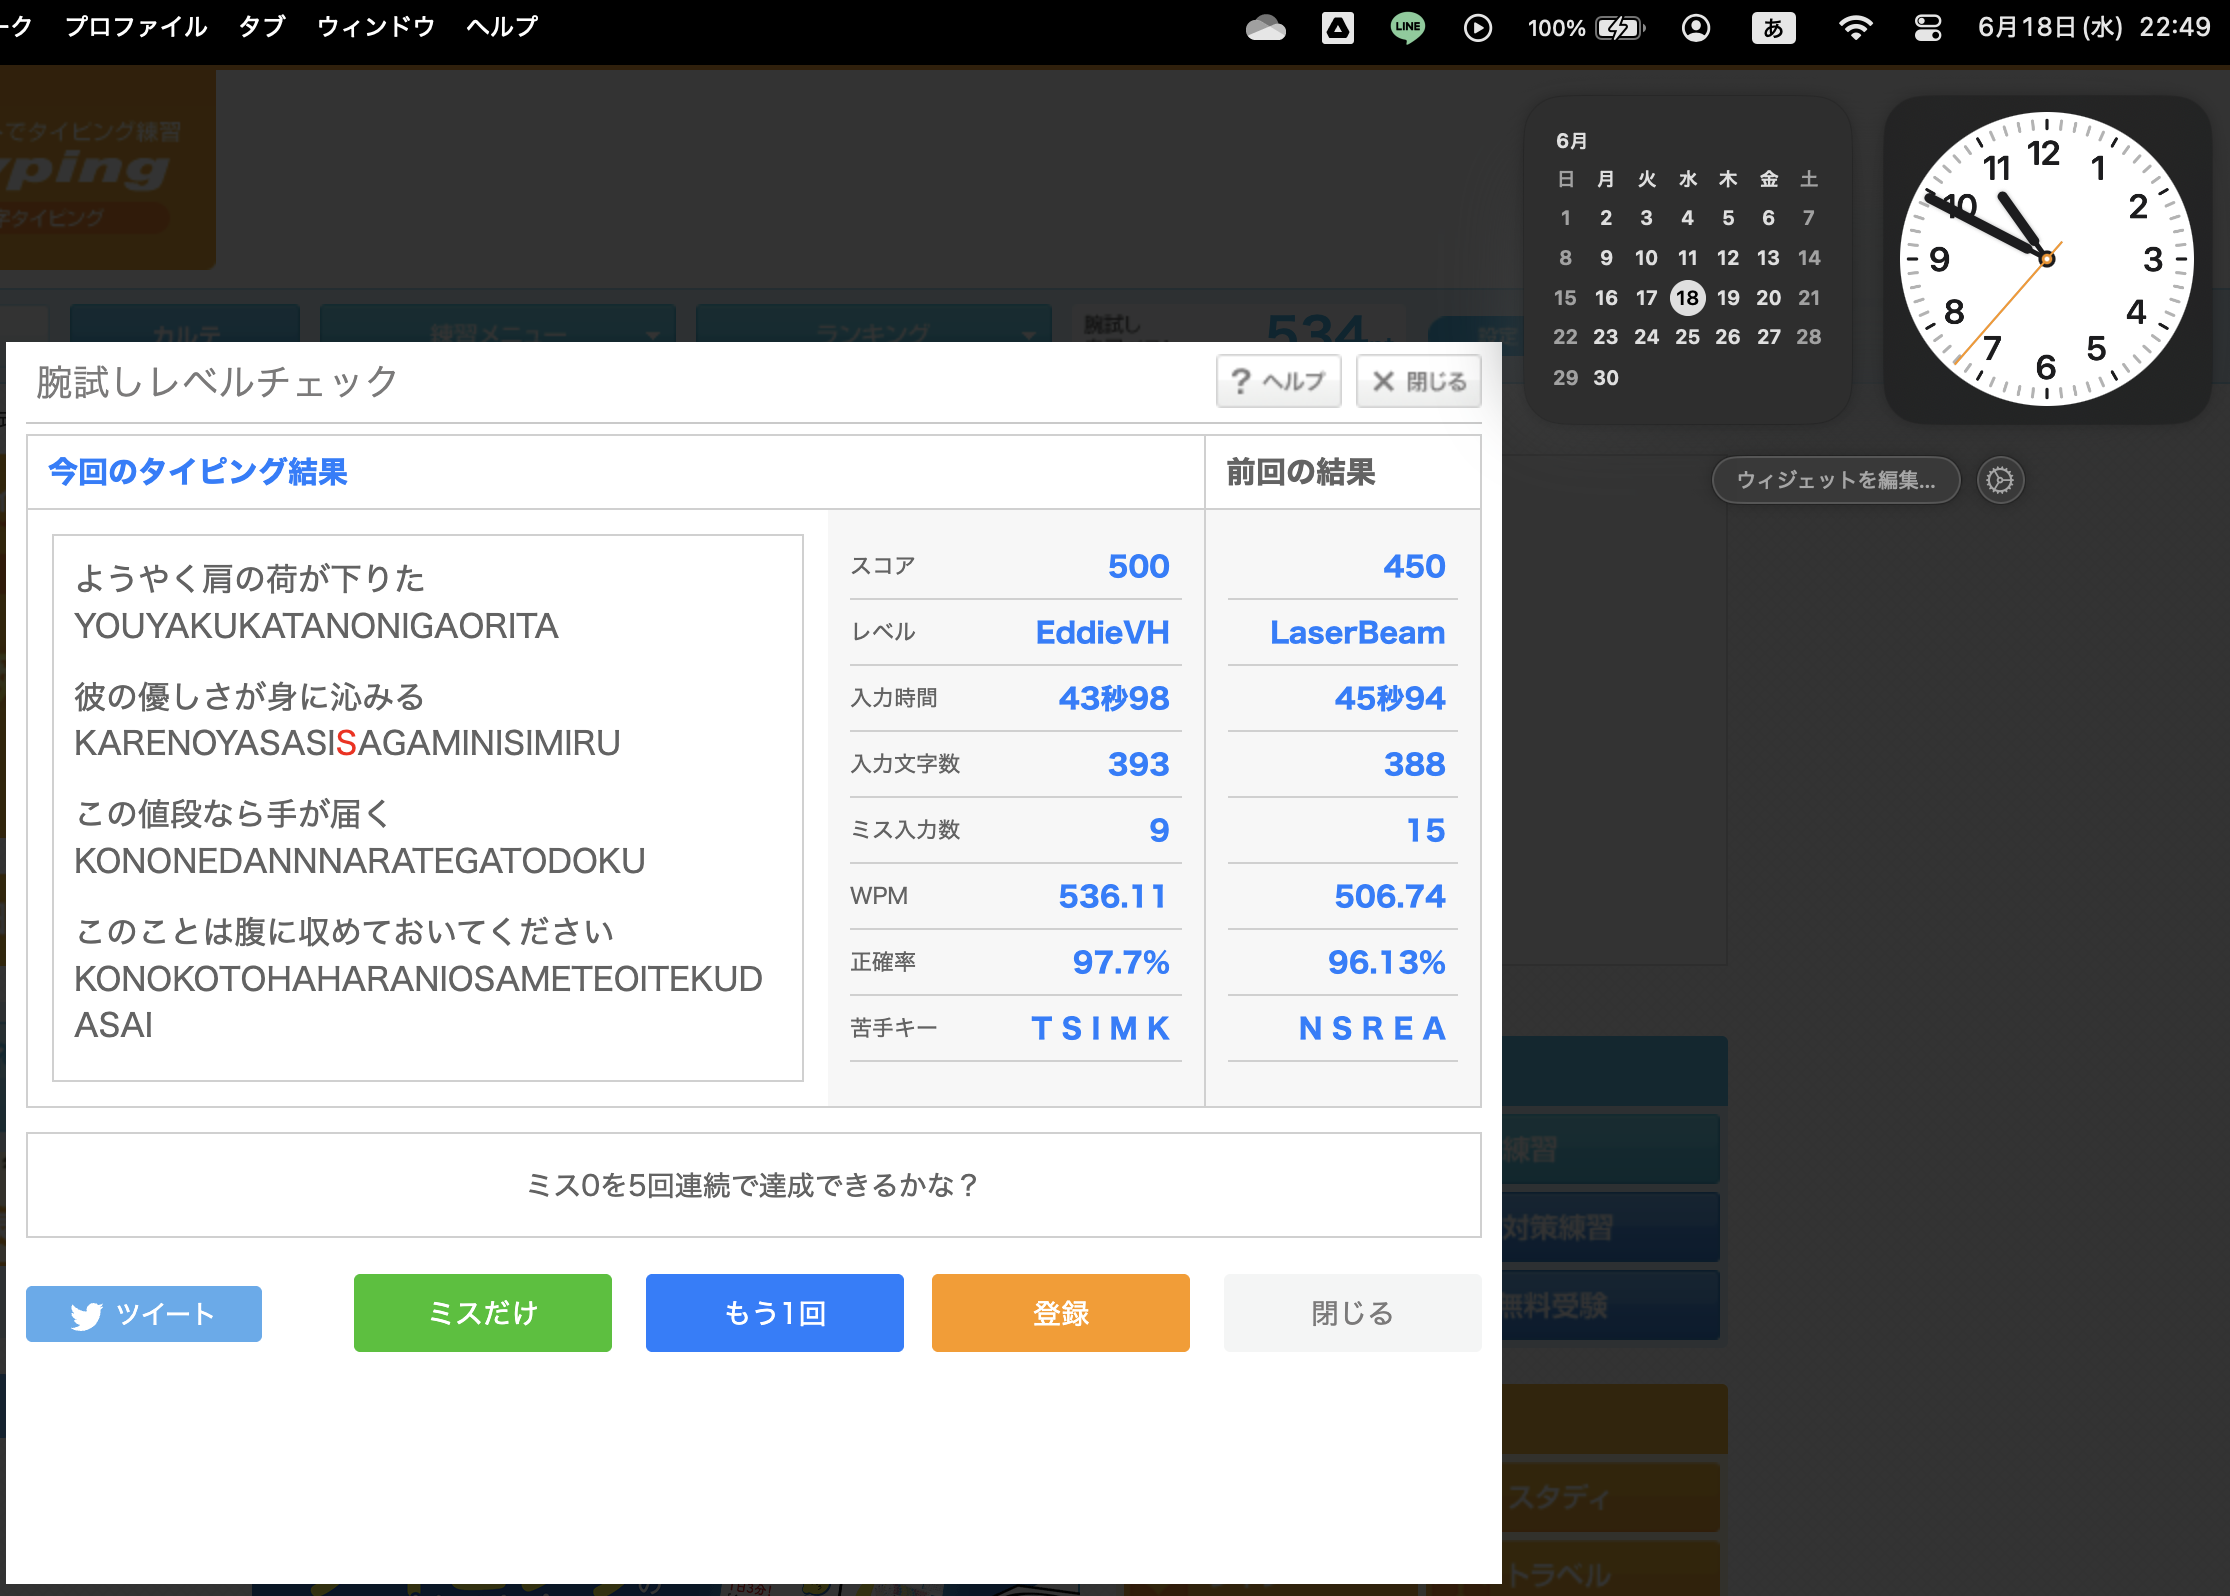 ーク プロファイル タブ ウィンドウ ヘルプ LINE 100% あ 6月18日(水) 22:49
でタイピング練習
yping
字タイピング
カルテ 練習メニュー ランキング 腕試し 534 設定
6月
日 月 火 水 木 金 土
1 2 3 4 5 6 7
8 9 10 11 12 13 14
15 16 17 18 19 20 21
22 23 24 25 26 27 28
29 30
12 1 2 3 4 5 6 7 8 9 10 11
ウィジェットを編集...
腕試しレベルチェック ? ヘルプ × 閉じる
今回のタイピング結果 前回の結果
ようやく肩の荷が下りた
YOUYAKUKATANONIGAORITA
彼の優しさが身に沁みる
KARENOYASASISAGAMINISIMIRU
この値段なら手が届く
KONONEDANNNARATEGATODOKU
このことは腹に収めておいてください
KONOKOTOHAHARANIOSAMETEOITEKUD
ASAI
スコア 500 450
レベル EddieVH LaserBeam
入力時間 43秒98 45秒94
入力文字数 393 388
ミス入力数 9 15
WPM 536.11 506.74
正確率 97.7% 96.13%
苦手キー T S I M K N S R E A
ミス0を5回連続で達成できるかな？
ツイート ミスだけ もう1回 登録 閉じる
練習
対策練習
無料受験
スタディ
トラベル